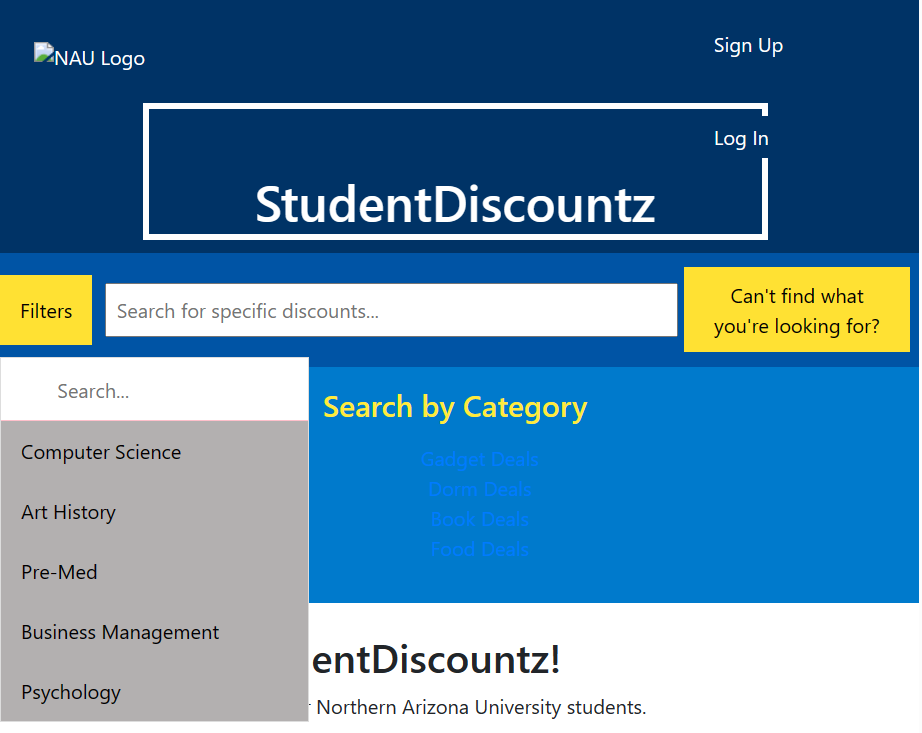 NAU Logo
Sign Up
Log In
StudentDiscountz
Filters
Search for specific discounts...
Can't find what
you're looking for?
Search...
Computer Science
Art History
Pre-Med
Business Management
Psychology
Search by Category
Gadget Deals
Dorm Deals
Book Deals
Food Deals
entDiscountz!
Northern Arizona University students.